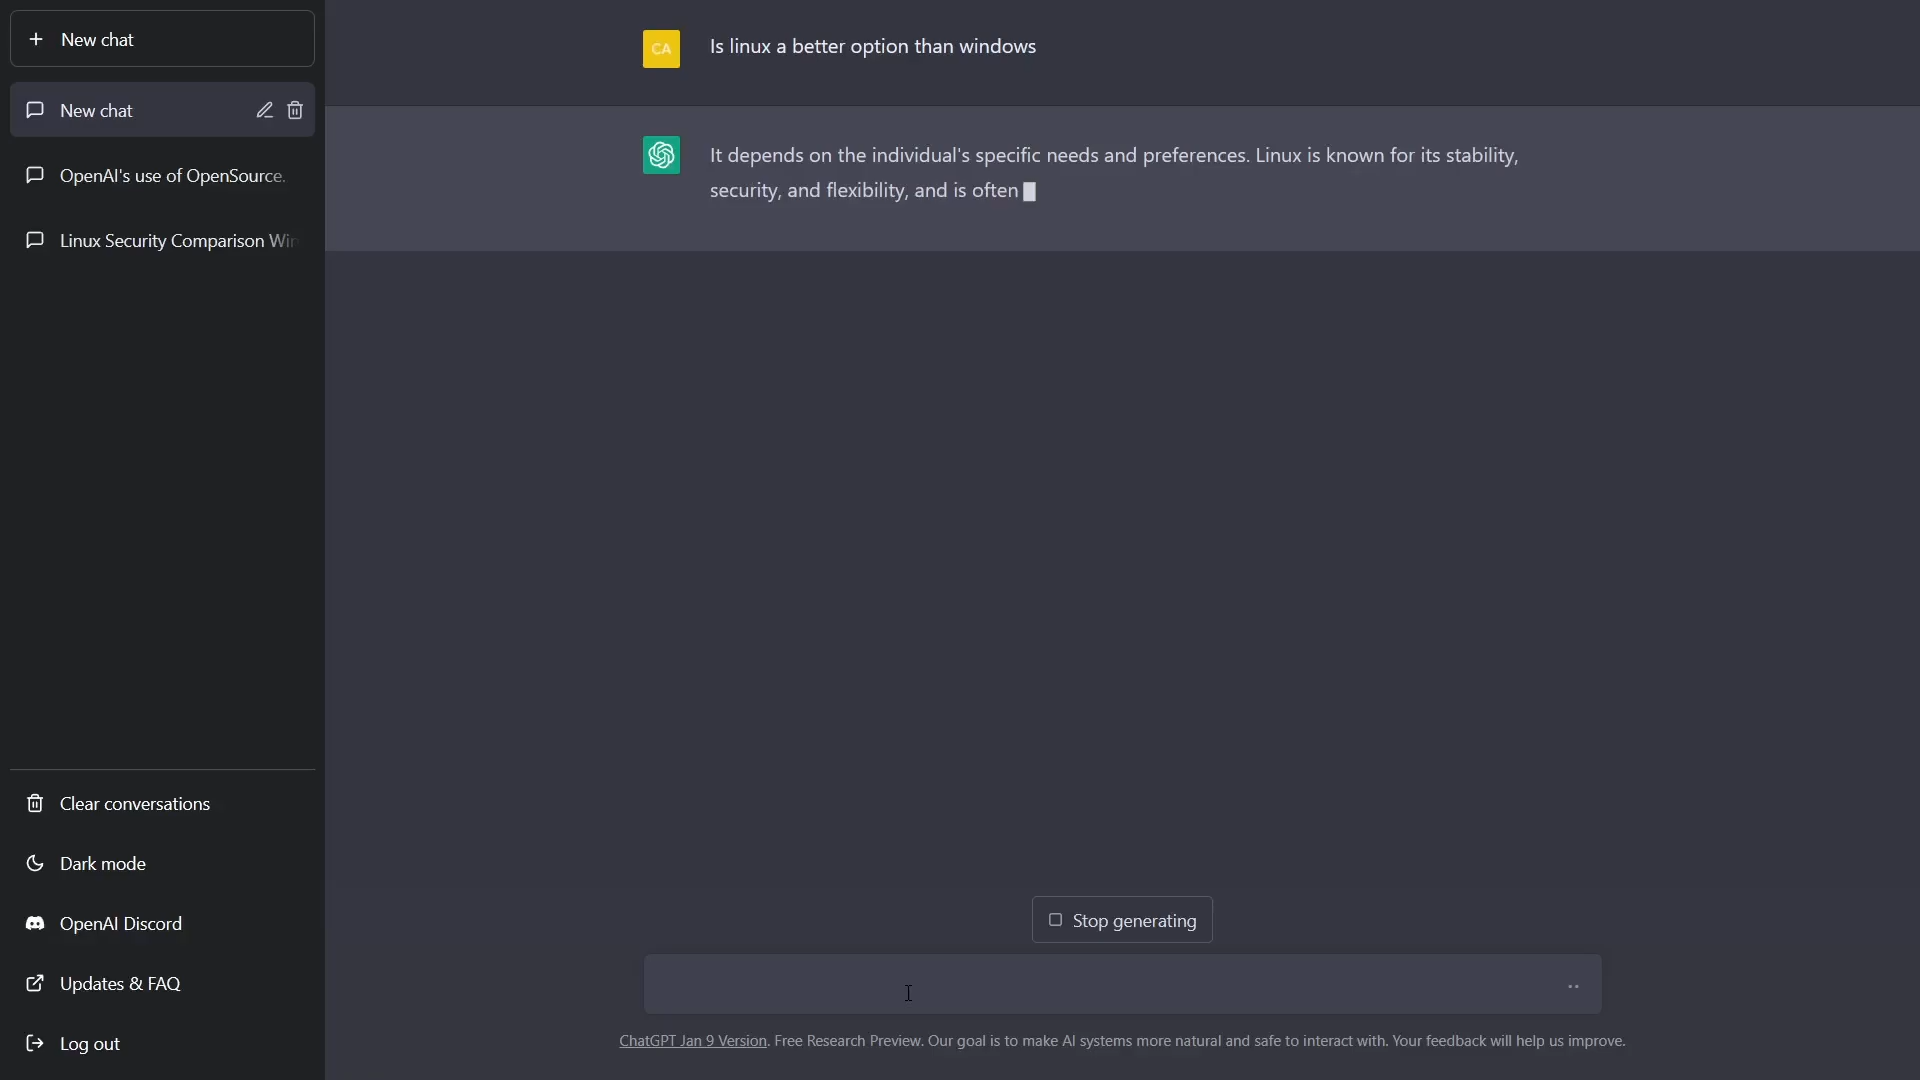 New chat
New chat
OpenAI's use of OpenSource.
Linux Security Comparison Win
Clear conversations
Dark mode
OpenAI Discord
Updates & FAQ
Log out
CA
Is linux a better option than windows
It depends on the individual's specific needs and preferences. Linux is known for its stability,
security, and flexibility, and is often
Stop generating
ChatGPT Jan 9 Version. Free Research Preview. Our goal is to make AI systems more natural and safe to interact with. Your feedback will help us improve.